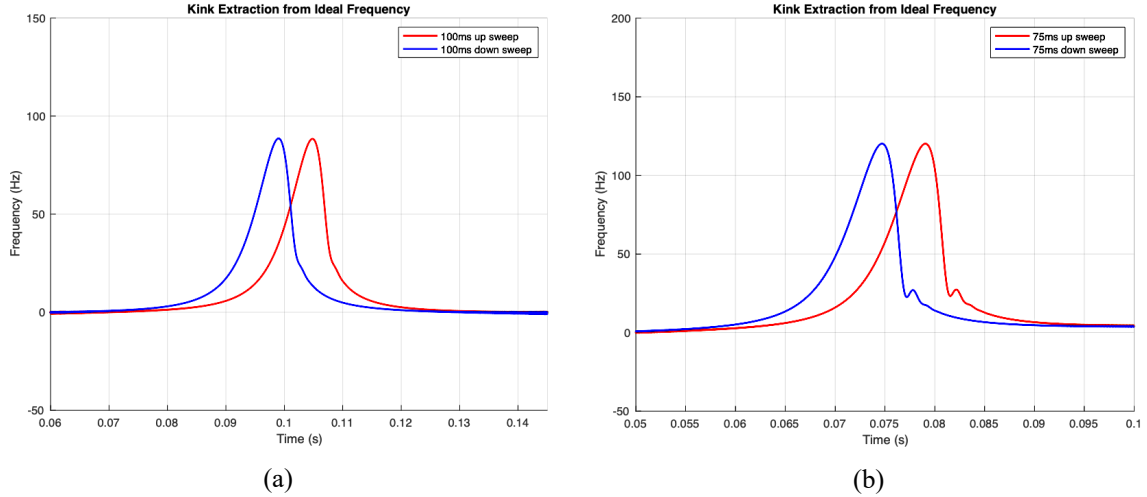 Kink Extraction from Ideal Frequency
150
100
50
0
-50
Frequency (Hz)
100ms up sweep
100ms down sweep
0.06 0.07 0.08 0.09 0.1 0.11 0.12 0.13 0.14
Time (s)
(a)
Kink Extraction from Ideal Frequency
200
150
100
50
0
-50
Frequency (Hz)
75ms up sweep
75ms down sweep
0.05 0.055 0.06 0.065 0.07 0.075 0.08 0.085 0.09 0.095 0.1
Time (s)
(b)